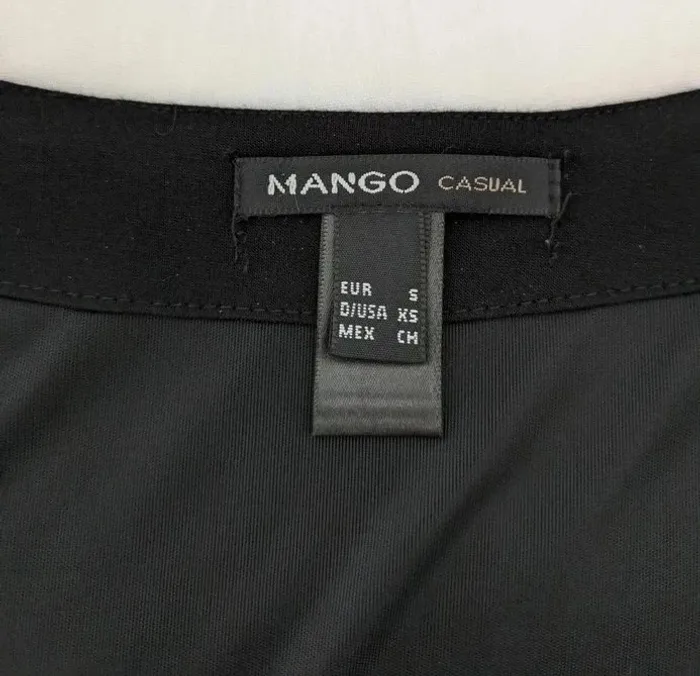 MANGO CASUAL
EUR S
D/USA XS
MEX CH